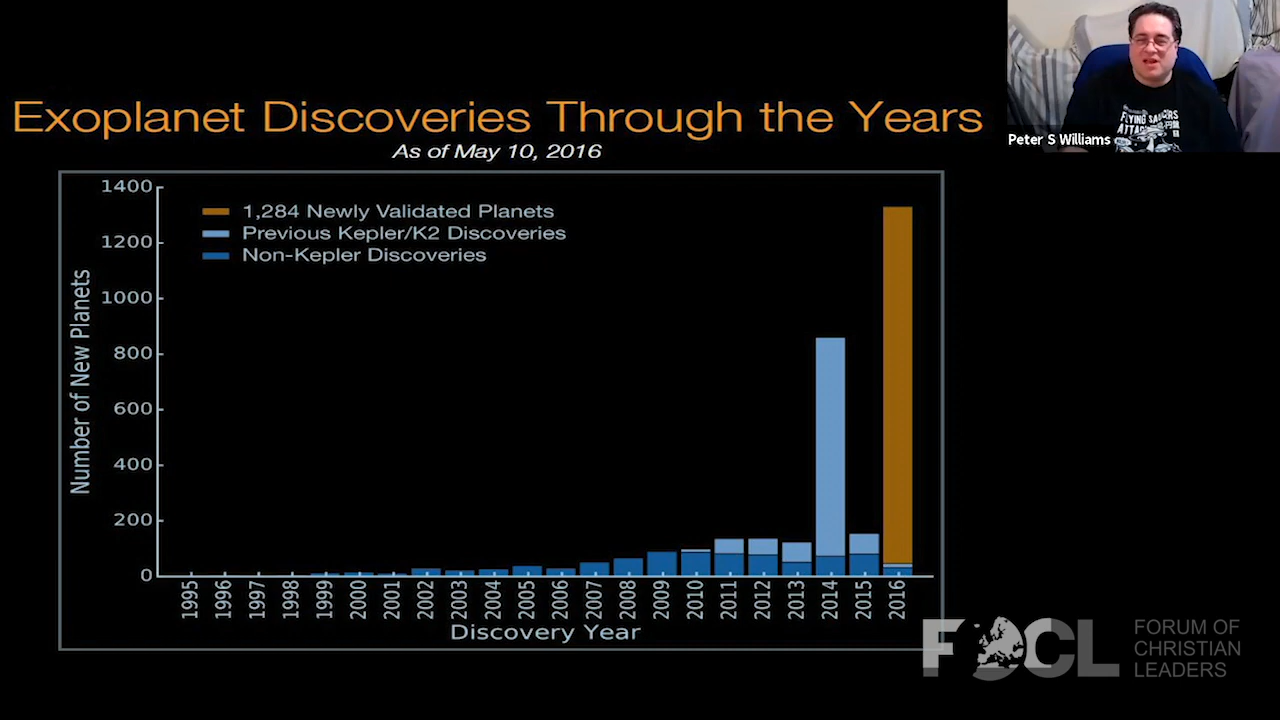 Exoplanet Discoveries Through the Years
As of May 10, 2016
1400
1200
1000
800
600
400
200
0
Number of New Planets
1,284 Newly Validated Planets
Previous Kepler/K2 Discoveries
Non-Kepler Discoveries
1995 1996 1997 1998 1999 2000 2001 2002 2003 2004 2005 2006 2007 2008 2009 2010 2011 2012 2013 2014 2015 2016
Discovery Year
FLYING SAUCERS
Peter S Williams
FOCL
FORUM OF
CHRISTIAN
LEADERS